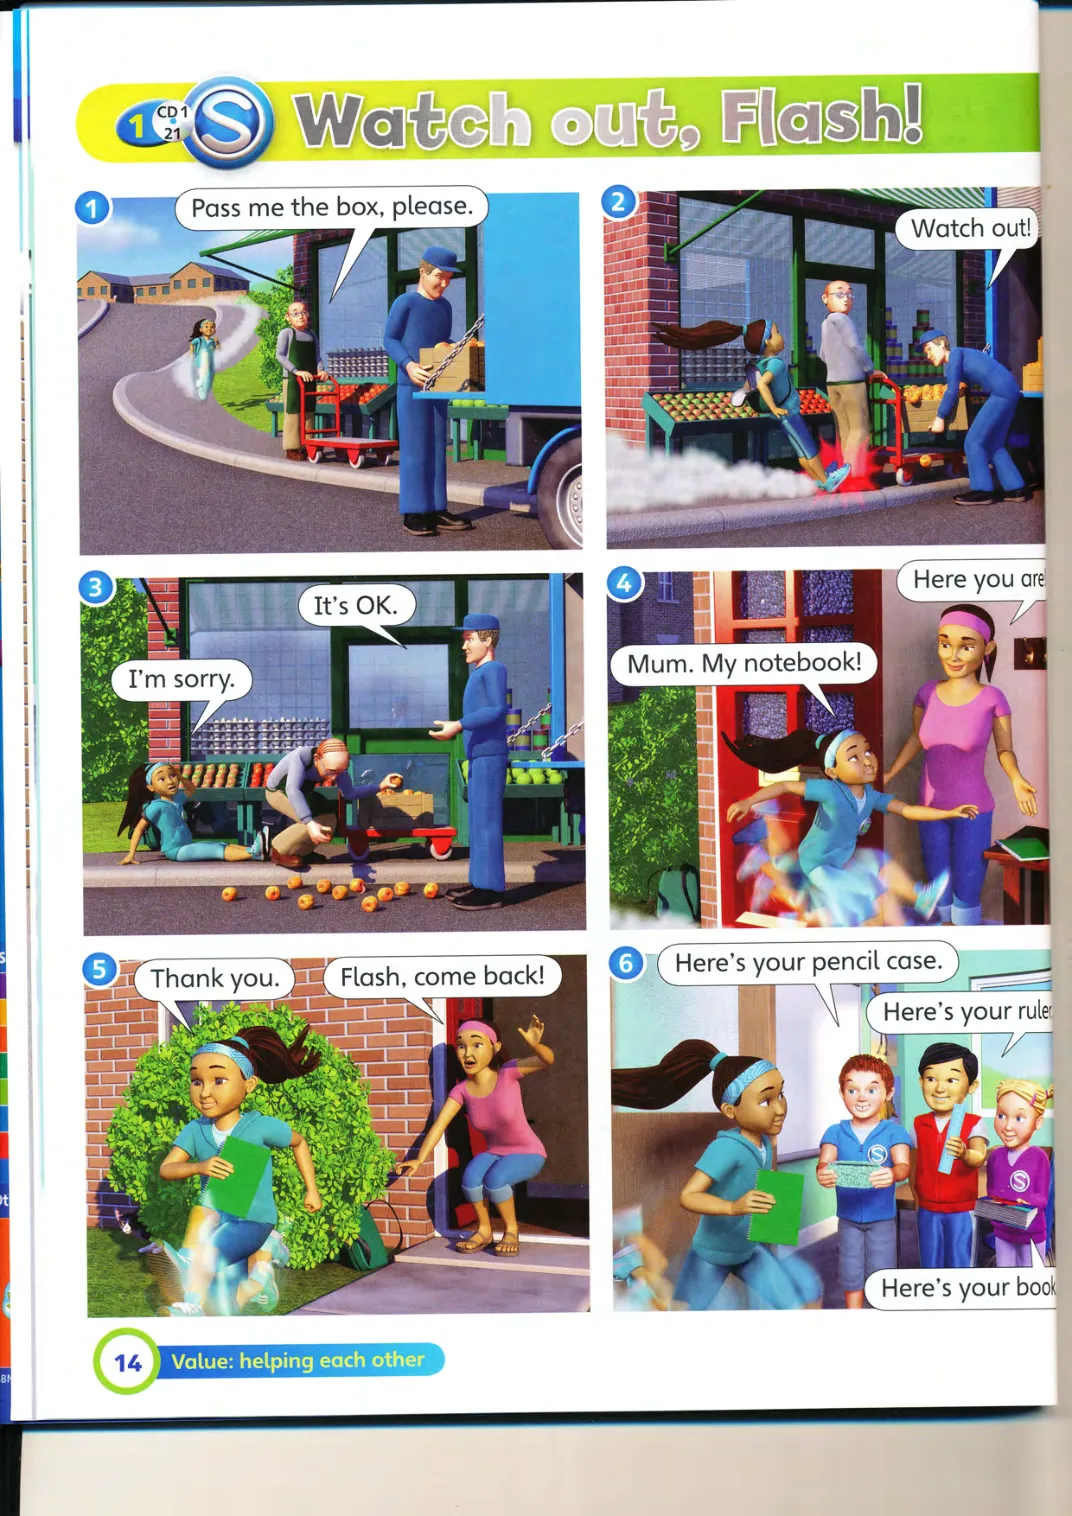 1
CD 1
21
S
Watch out, Flash!
1
Pass me the box, please.
2
Watch out!
3
It's OK.
I'm sorry.
4
Here you are
Mum. My notebook!
5
Thank you.
Flash, come back!
6
Here's your pencil case.
Here's your ruler
S
S
Here's your book
14
Value: helping each other